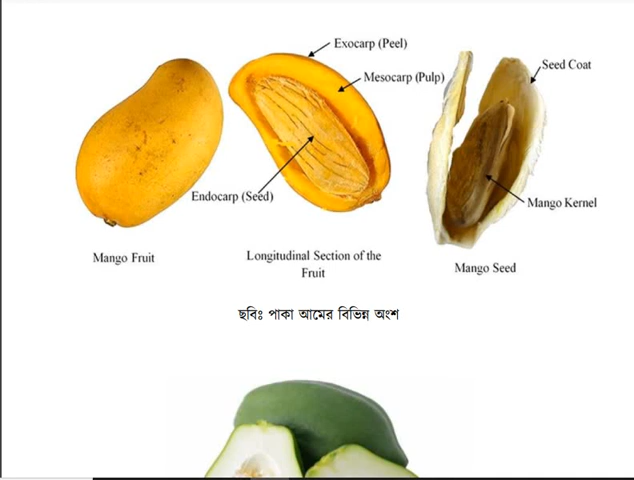 Exocarp (Peel)
Mesocarp (Pulp)
Endocarp (Seed)
Seed Coat
Mango Kernel
Mango Fruit
Longitudinal Section of the
Fruit
Mango Seed
ছবিঃ পাকা আমের বিভিন্ন অংশ